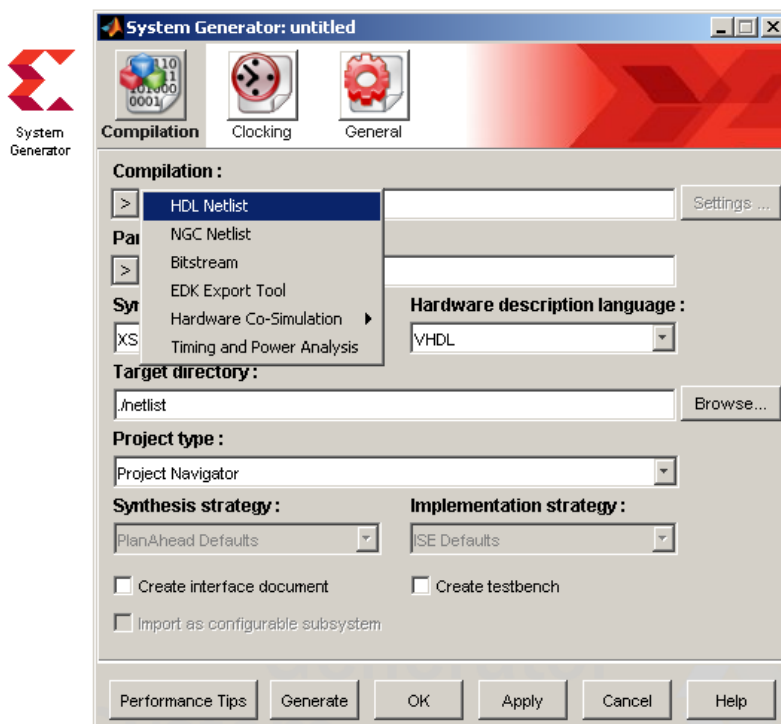 System Generator: untitled
System
Generator
Compilation
Clocking
General
Compilation :
>
HDL Netlist
Settings ...
NGC Netlist
Bitstream
>
EDK Export Tool
Hardware Co-Simulation
Timing and Power Analysis
Hardware description language :
XS
VHDL
Target directory :
./netlist
Browse...
Project type :
Project Navigator
Synthesis strategy :
Implementation strategy :
PlanAhead Defaults
ISE Defaults
Create interface document
Create testbench
Import as configurable subsystem
Performance Tips
Generate
OK
Apply
Cancel
Help